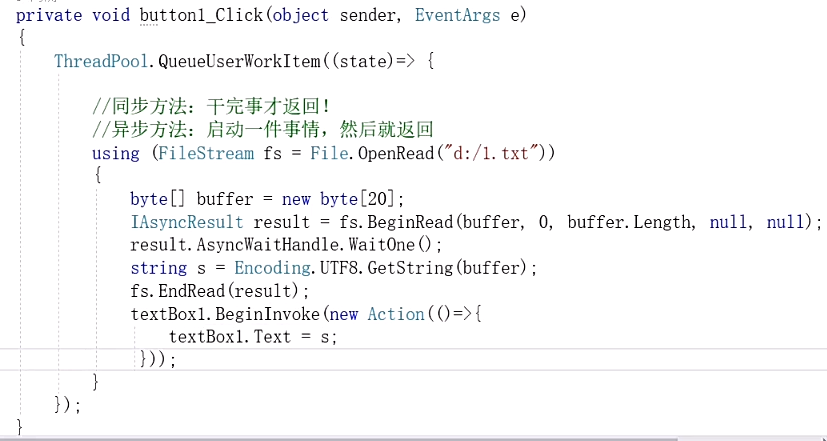 private void button1_Click(object sender, EventArgs e)
{
ThreadPool.QueueUserWorkItem((state)=> {
//同步方法：干完事才返回！
//异步方法：启动一件事情，然后就返回
using (FileStream fs = File.OpenRead("d:/1.txt"))
{
byte[] buffer = new byte[20];
IAsyncResult result = fs.BeginRead(buffer, 0, buffer.Length, null, null);
result.AsyncWaitHandle.WaitOne();
string s = Encoding.UTF8.GetString(buffer);
fs.EndRead(result);
textBox1.BeginInvoke(new Action(()=>{
textBox1.Text = s;
}));
}
});
}